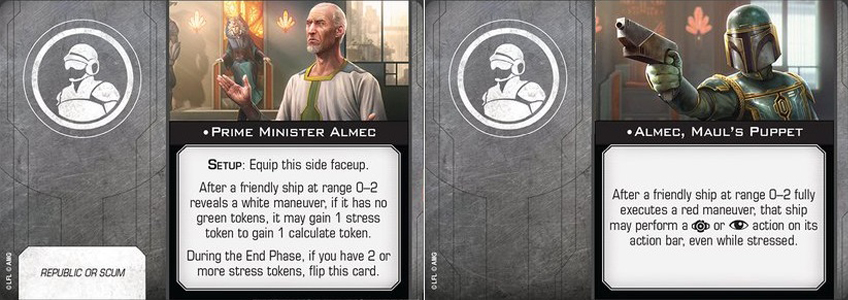 •Prime Minister Almec
Setup: Equip this side faceup.
After a friendly ship at range 0–2
reveals a white maneuver, if it has no
green tokens, it may gain 1 stress
token to gain 1 calculate token.
During the End Phase, if you have 2 or
more stress tokens, flip this card.
REPUBLIC OR SCUM
© LFL © AMG
•Almec, Maul's Puppet
After a friendly ship at range 0–2 fully
executes a red maneuver, that ship
may perform a or action on its
action bar, even while stressed.
© LFL © AMG